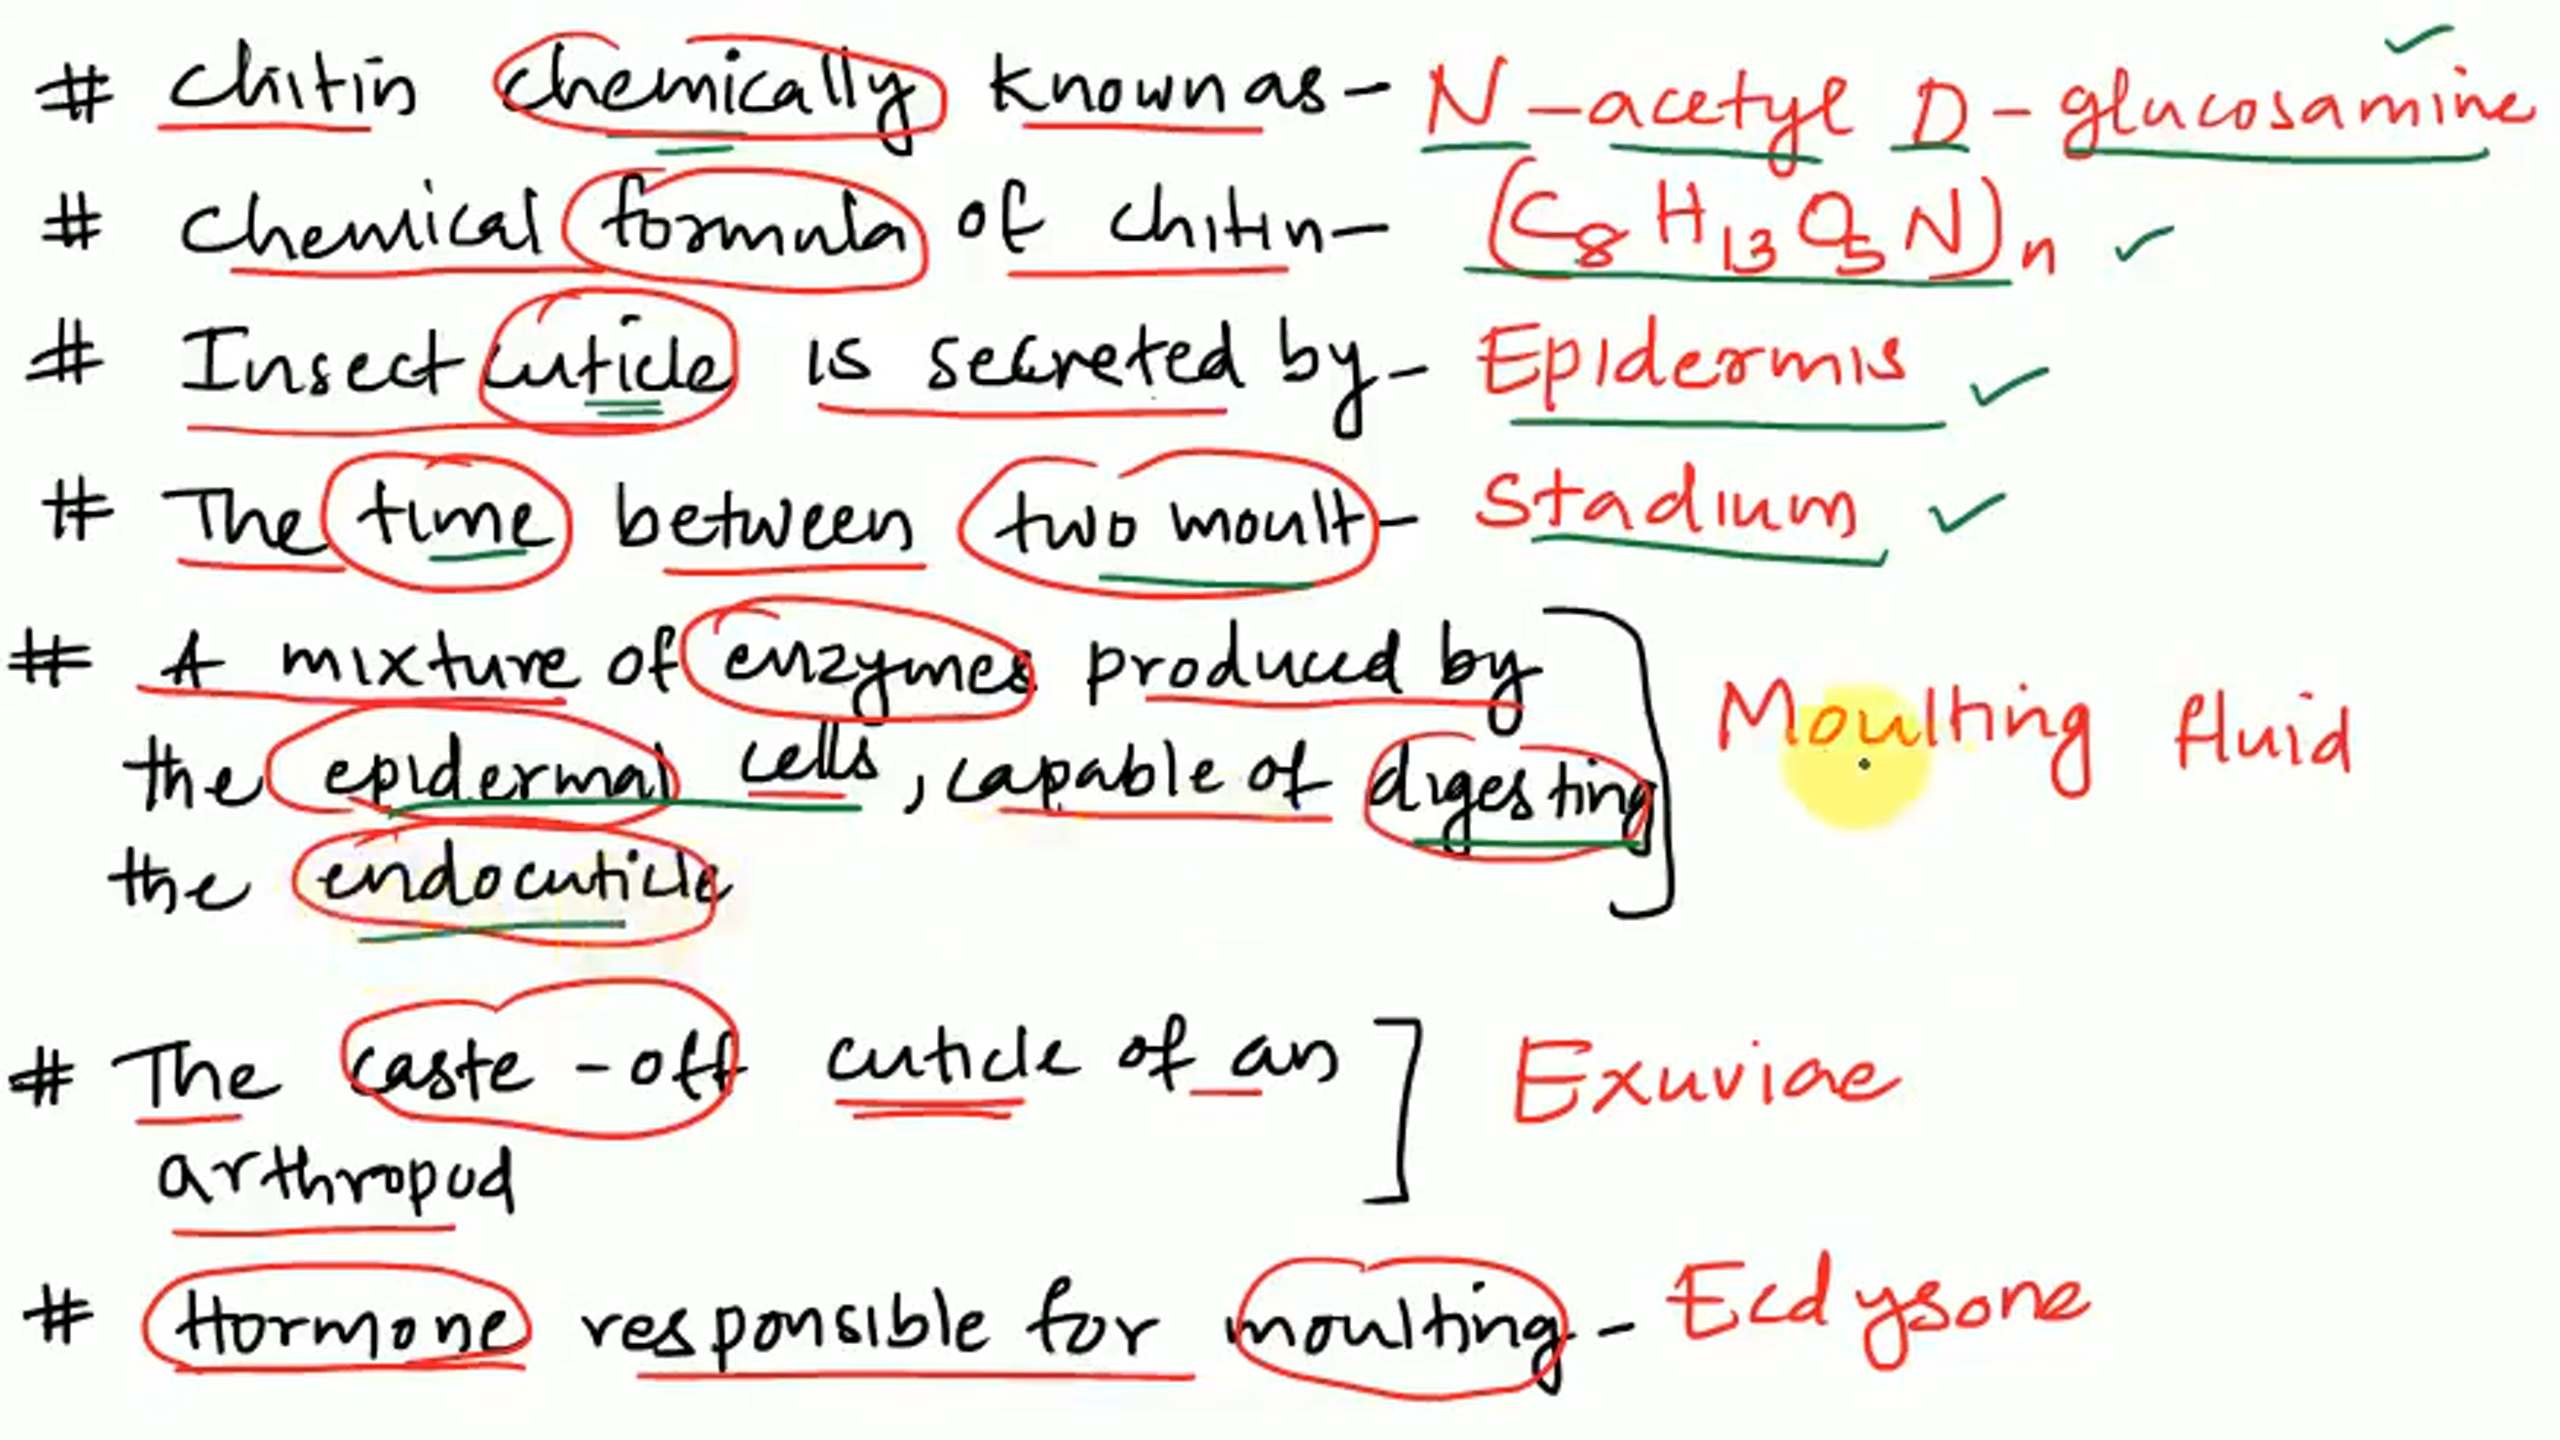 # Chitin chemically known as - N-acetyl D-glucosamine
# Chemical formula of chitin - (C8H13O5N)n
# Insect cuticle is secreted by - Epidermis
# The time between two moult - Stadium
# A mixture of enzymes produced by
the epidermal cells, capable of digesting
the endocuticle
Moulting fluid
# The caste-off cuticle of an
arthropod
Exuviae
# Hormone responsible for moulting - Ecdysone